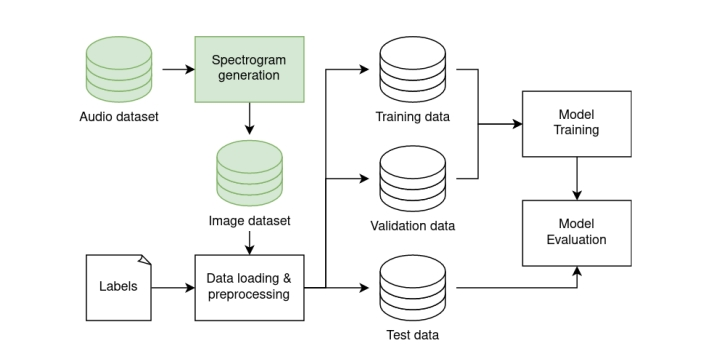 Audio dataset
Spectrogram
generation
Image dataset
Labels
Data loading &
preprocessing
Training data
Validation data
Test data
Model
Training
Model
Evaluation